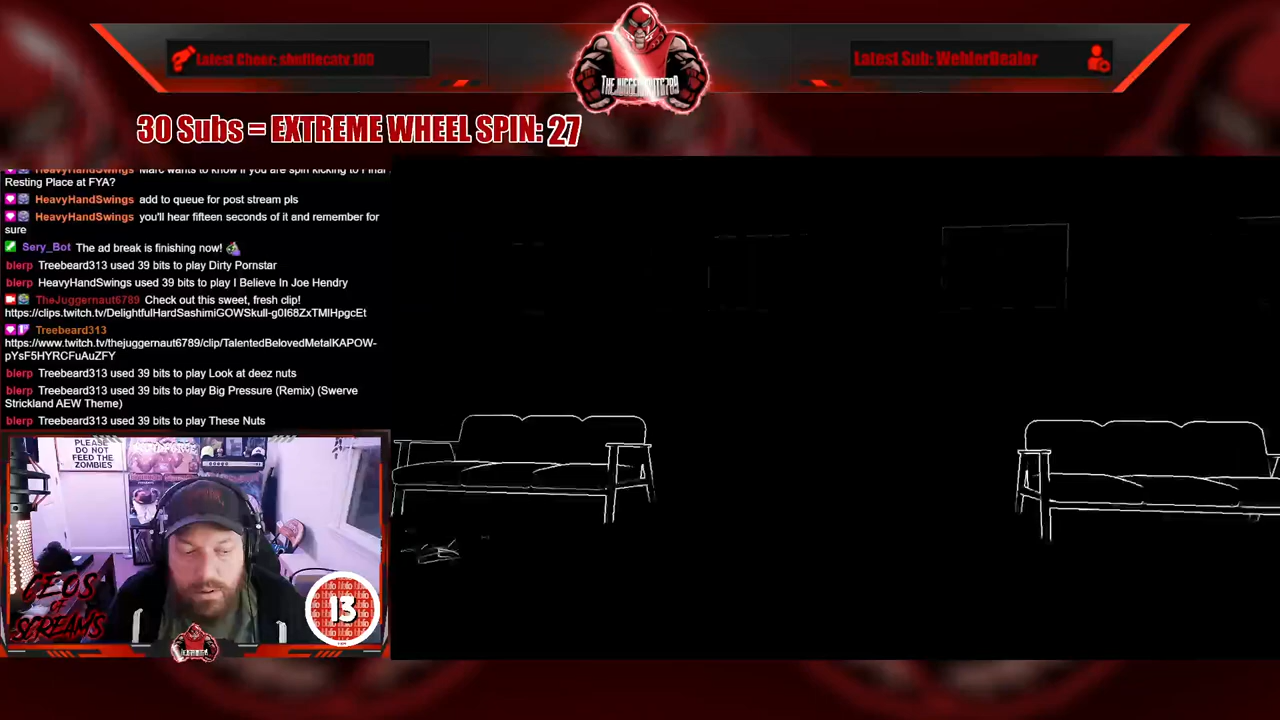 Latest Cheer: shufflecatv 100
THEJUGGERNAUT6789
Latest Sub: WehlerDealer
30 Subs = EXTREME WHEEL SPIN: 27
HeavyHandSwings Marc wants to know if you are spin kicking to Final
Resting Place at FYA?
HeavyHandSwings add to queue for post stream pls
HeavyHandSwings you'll hear fifteen seconds of it and remember for
sure
Sery_Bot The ad break is finishing now!
blerp Treebeard313 used 39 bits to play Dirty Pornstar
blerp HeavyHandSwings used 39 bits to play I Believe In Joe Hendry
TheJuggernaut6789 Check out this sweet, fresh clip!
https://clips.twitch.tv/DelightfulHardSashimiGOWSkull-g0I68ZxTMlHpgcEt
Treebeard313
https://www.twitch.tv/thejuggernaut6789/clip/TalentedBelovedMetalKAPOW-
pYsF5HYRCFuAuZFY
blerp Treebeard313 used 39 bits to play Look at deez nuts
blerp Treebeard313 used 39 bits to play Big Pressure (Remix) (Swerve
Strickland AEW Theme)
blerp Treebeard313 used 39 bits to play These Nuts
PLEASE
DO NOT
FEED THE
ZOMBIES
CEOS
OF
SCREAMS
13